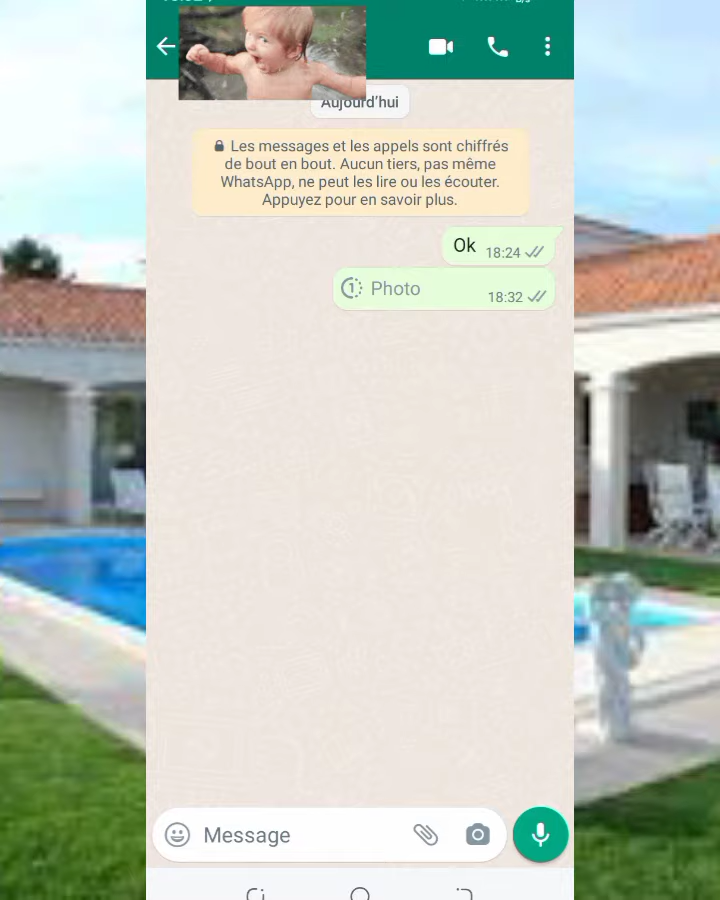 Aujourd'hui
Les messages et les appels sont chiffrés
de bout en bout. Aucun tiers, pas même
WhatsApp, ne peut les lire ou les écouter.
Appuyez pour en savoir plus.
Ok 18:24
1 Photo 18:32
Message